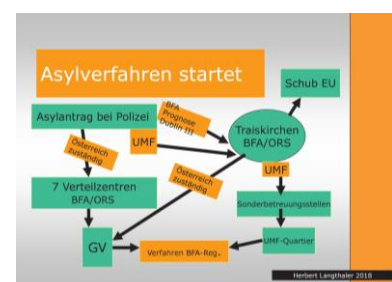 Asylverfahren startet
Schub EU
Asylantrag bei Polizei
BFA
Prognose
Dublin !!!
Traiskirchen
BFA/ORS
UMF
Österreich
zuständig
Österreich
zuständig
UMF
7 Verteilzentren
BFA/ORS
Sonderbetreuungsstellen
GV
Verfahren BFA-Reg.
UMF-Quartier
Herbert Langthaler 2018